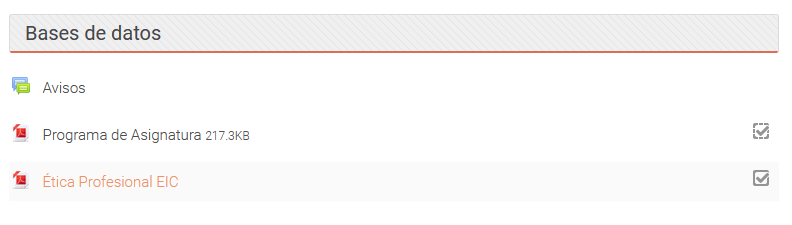 Bases de datos
Avisos
Programa de Asignatura 217.3KB
Ética Profesional EIC